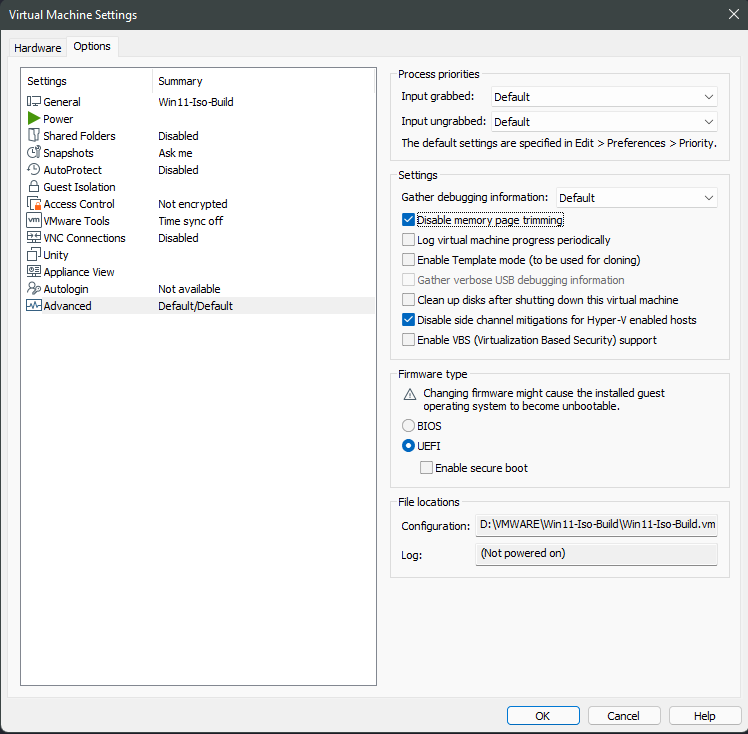 Virtual Machine Settings
Hardware Options
Settings Summary
General Win11-Iso-Build
Power
Shared Folders Disabled
Snapshots Ask me
AutoProtect Disabled
Guest Isolation
Access Control Not encrypted
vm VMware Tools Time sync off
VNC Connections Disabled
Unity
Appliance View
Autologin Not available
Advanced Default/Default
Process priorities
Input grabbed: Default
Input ungrabbed: Default
The default settings are specified in Edit > Preferences > Priority.
Settings
Gather debugging information: Default
Disable memory page trimming
Log virtual machine progress periodically
Enable Template mode (to be used for cloning)
Gather verbose USB debugging information
Clean up disks after shutting down this virtual machine
Disable side channel mitigations for Hyper-V enabled hosts
Enable VBS (Virtualization Based Security) support
Firmware type
Changing firmware might cause the installed guest
operating system to become unbootable.
BIOS
UEFI
Enable secure boot
File locations
Configuration: D:\VMWARE\Win11-Iso-Build\Win11-Iso-Build.vm
Log: (Not powered on)
OK Cancel Help